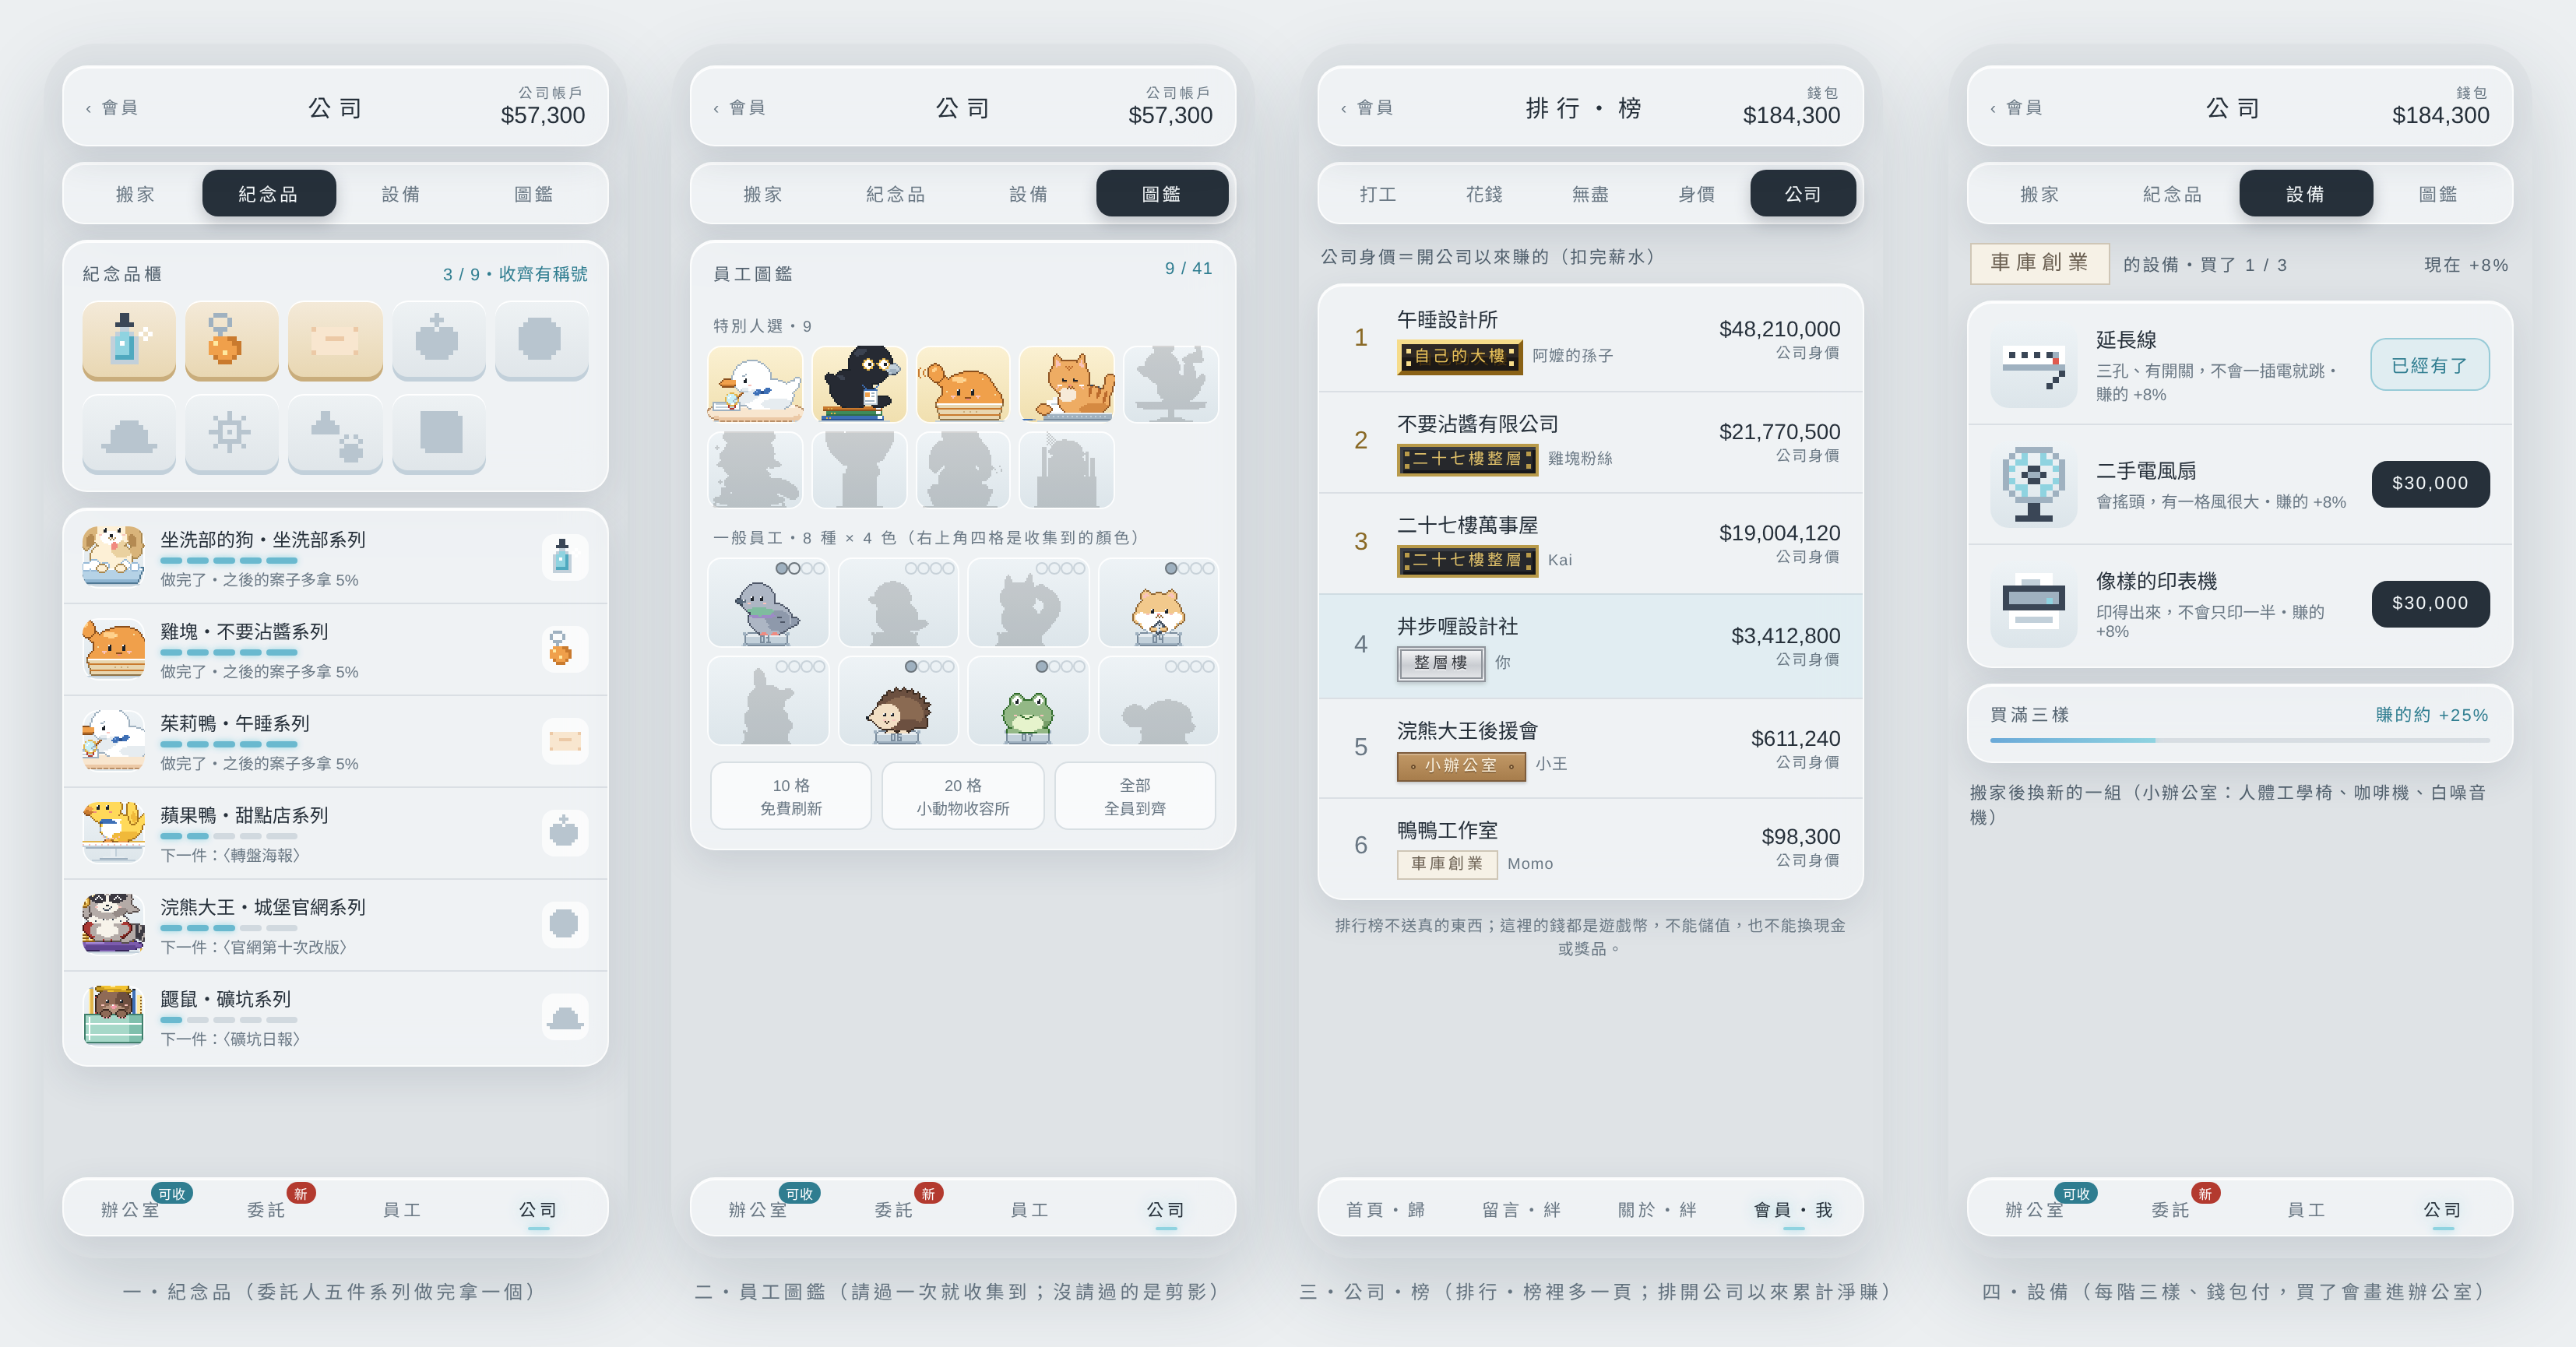 ‹ 會員
公司
公司帳戶
$57,300
搬家
紀念品
設備
圖鑑
紀念品櫃
3 / 9・收齊有稱號
坐洗部的狗・坐洗部系列
做完了・之後的案子多拿 5%
雞塊・不要沾醬系列
做完了・之後的案子多拿 5%
茱莉鴨・午睡系列
做完了・之後的案子多拿 5%
蘋果鴨・甜點店系列
下一件：〈轉盤海報〉
浣熊大王・城堡官網系列
下一件：〈官網第十次改版〉
鼴鼠・礦坑系列
下一件：〈礦坑日報〉
辦公室
可收
委託
新
員工
公司
一・紀念品（委託人五件系列做完拿一個）
‹ 會員
公司
公司帳戶
$57,300
搬家
紀念品
設備
圖鑑
員工圖鑑
9 / 41
特別人選・9
一般員工・8 種 × 4 色（右上角四格是收集到的顏色）
01
04
06
07
10 格
免費刷新
20 格
小動物收容所
全部
全員到齊
辦公室
可收
委託
新
員工
公司
二・員工圖鑑（請過一次就收集到；沒請過的是剪影）
‹ 會員
排行・榜
錢包
$184,300
打工
花錢
無盡
身價
公司
公司身價＝開公司以來賺的（扣完薪水）
1
午睡設計所
自己的大樓
阿嬤的孫子
$48,210,000
公司身價
2
不要沾醬有限公司
二十七樓整層
雞塊粉絲
$21,770,500
公司身價
3
二十七樓萬事屋
二十七樓整層
Kai
$19,004,120
公司身價
4
丼步喱設計社
整層樓
你
$3,412,800
公司身價
5
浣熊大王後援會
小辦公室
小王
$611,240
公司身價
6
鴨鴨工作室
車庫創業
Momo
$98,300
公司身價
排行榜不送真的東西；這裡的錢都是遊戲幣，不能儲值，也不能換現金
或獎品。
首頁・歸
留言・絆
關於・絆
會員・我
三・公司・榜（排行・榜裡多一頁；排開公司以來累計淨賺）
‹ 會員
公司
錢包
$184,300
搬家
紀念品
設備
圖鑑
車庫創業
的設備・買了 1 / 3
現在 +8%
延長線
三孔、有開關，不會一插電就跳・
賺的 +8%
已經有了
二手電風扇
會搖頭，有一格風很大・賺的 +8%
$30,000
像樣的印表機
印得出來，不會只印一半・賺的
+8%
$30,000
買滿三樣
賺的約 +25%
搬家後換新的一組（小辦公室：人體工學椅、咖啡機、白噪音
機）
辦公室
可收
委託
新
員工
公司
四・設備（每階三樣、錢包付，買了會畫進辦公室）